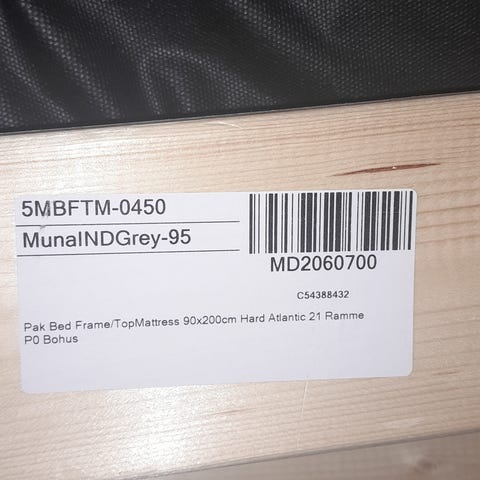 5MBFTM-0450
MunaINDGrey-95
MD2060700
C54388432
Pak Bed Frame/TopMattress 90x200cm Hard Atlantic 21 Ramme
P0 Bohus